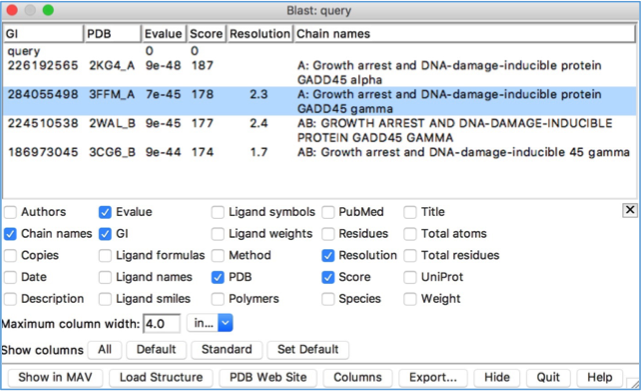 Blast: query
GI PDB Evalue Score Resolution Chain names
query 0 0
226192565 2KG4_A 9e-48 187 A: Growth arrest and DNA-damage-inducible protein
GADD45 alpha
284055498 3FFM_A 7e-45 178 2.3 A: Growth arrest and DNA-damage-inducible protein
GADD45 gamma
224510538 2WAL_B 9e-45 177 2.4 AB: GROWTH ARREST AND DNA-DAMAGE-INDUCIBLE
PROTEIN GADD45 GAMMA
186973045 3CG6_B 9e-44 174 1.7 AB: Growth arrest and DNA-damage-inducible 45 gamma
Authors Evalue Ligand symbols PubMed Title
Chain names GI Ligand weights Residues Total atoms
Copies Ligand formulas Method Resolution Total residues
Date Ligand names PDB Score UniProt
Description Ligand smiles Polymers Species Weight
Maximum column width: 4.0 in...
Show columns All Default Standard Set Default
Show in MAV Load Structure PDB Web Site Columns Export... Hide Quit Help